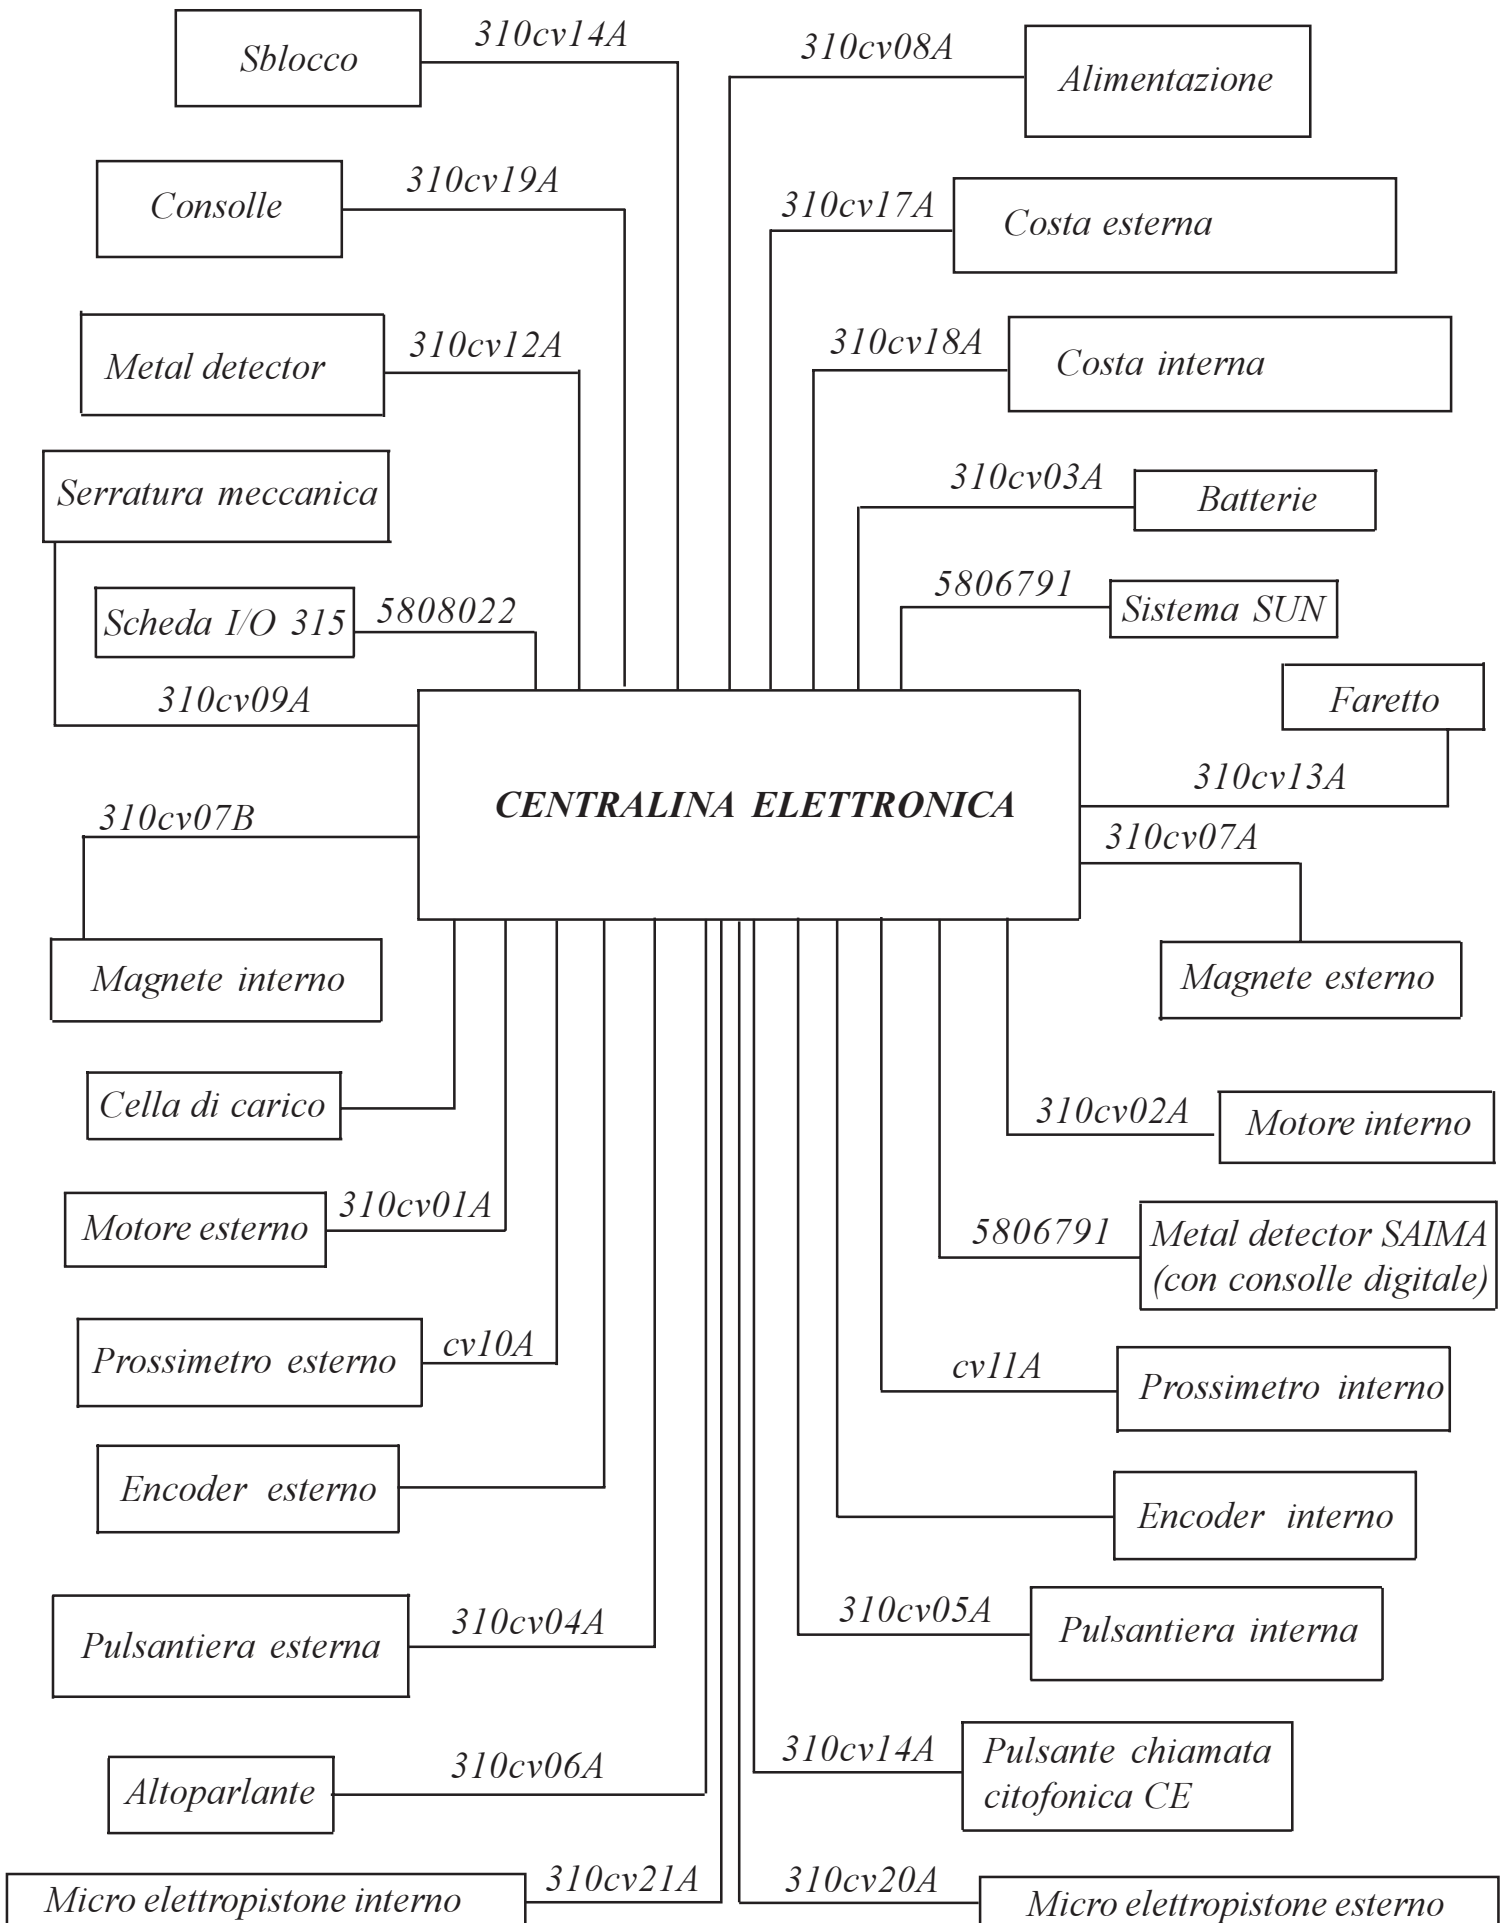 Sblocco
310cv14A
310cv08A
Alimentazione
Consolle
310cv19A
310cv17A
Costa esterna
Metal detector
310cv12A
310cv18A
Costa interna
Serratura meccanica
310cv03A
Batterie
Scheda I/O 315
5808022
5806791
Sistema SUN
310cv09A
Faretto
310cv13A
CENTRALINA ELETTRONICA
310cv07B
310cv07A
Magnete interno
Magnete esterno
Cella di carico
310cv02A
Motore interno
Motore esterno
310cv01A
5806791
Metal detector SAIMA
(con consolle digitale)
Prossimetro esterno
cv10A
cv11A
Prossimetro interno
Encoder esterno
Encoder interno
Pulsantiera esterna
310cv04A
310cv05A
Pulsantiera interna
Altoparlante
310cv06A
310cv14A
Pulsante chiamata
citofonica CE
Micro elettropistone interno
310cv21A
310cv20A
Micro elettropistone esterno